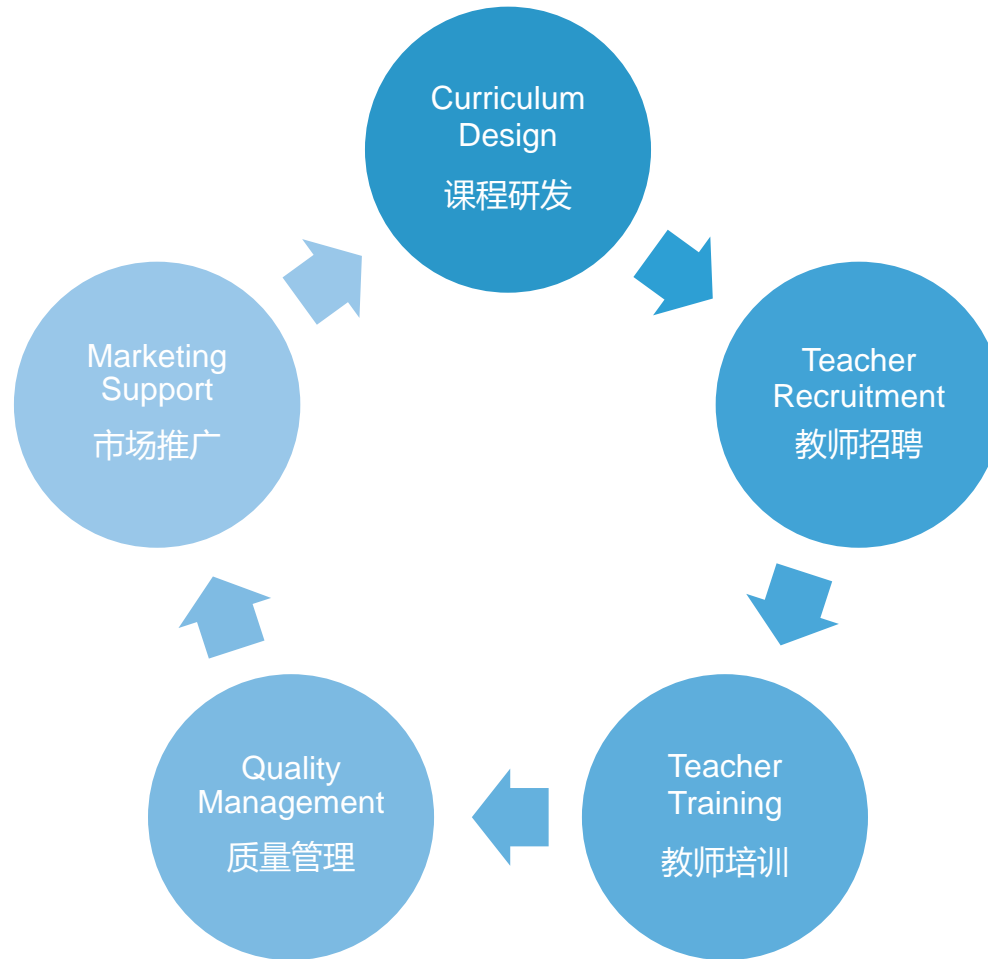 Curriculum
Design
课程研发
Teacher
Recruitment
教师招聘
Teacher
Training
教师培训
Quality
Management
质量管理
Marketing
Support
市场推广